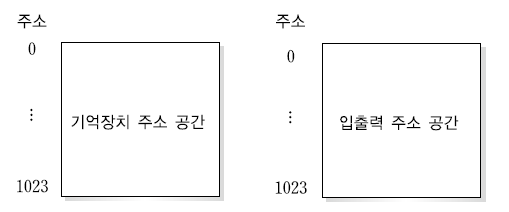 주소
0
⋮
1023
기억장치 주소 공간
주소
0
⋮
1023
입출력 주소 공간